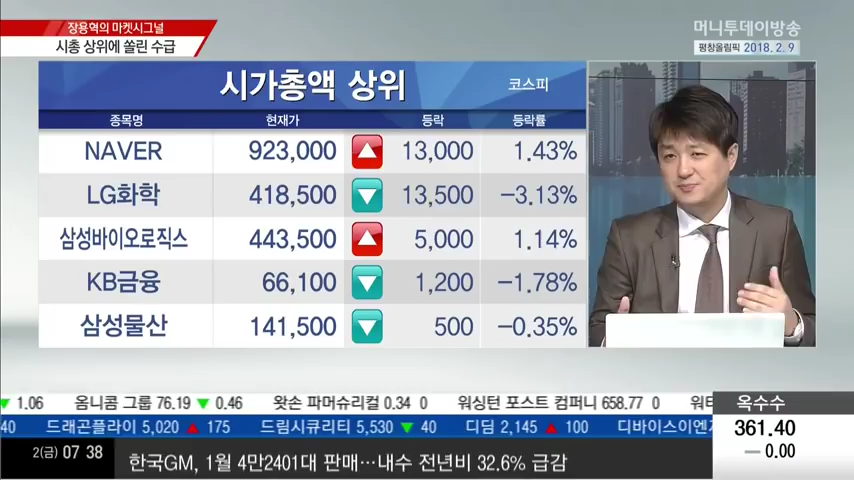 장용혁의 마켓시그널
시총 상위에 쏠린 수급
머니투데이방송
평창올림픽 2018.2.9
시가총액 상위 코스피
종목명 현재가 등락 등락률
NAVER 923,000 ▲ 13,000 1.43%
LG화학 418,500 ▼ 13,500 -3.13%
삼성바이오로직스 443,500 ▲ 5,000 1.14%
KB금융 66,100 ▼ 1,200 -1.78%
삼성물산 141,500 ▼ 500 -0.35%
▼ 1.06 옴니콤 그룹 76.19 ▼ 0.46 왓슨 파머슈리컬 0.34 0 워싱턴 포스트 컴퍼니 658.77 0 워터
40 드래곤플라이 5,020 ▲ 175 드림시큐리티 5,530 ▼ 40 디딤 2,145 ▲ 100 디바이스이엔지
옥수수
361.40
— 0.00
2(금) 07 38 한국GM, 1월 4만2401대 판매···내수 전년비 32.6% 급감